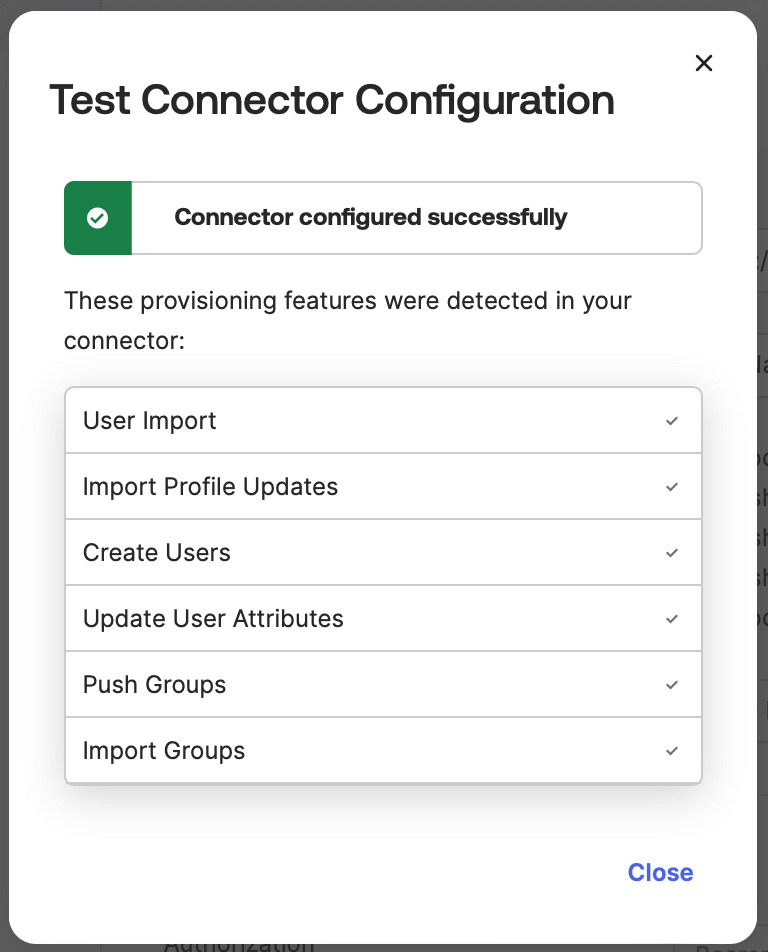 Test Connector Configuration
Connector configured successfully
These provisioning features were detected in your
connector:
User Import
Import Profile Updates
Create Users
Update User Attributes
Push Groups
Import Groups
Close
Authorization